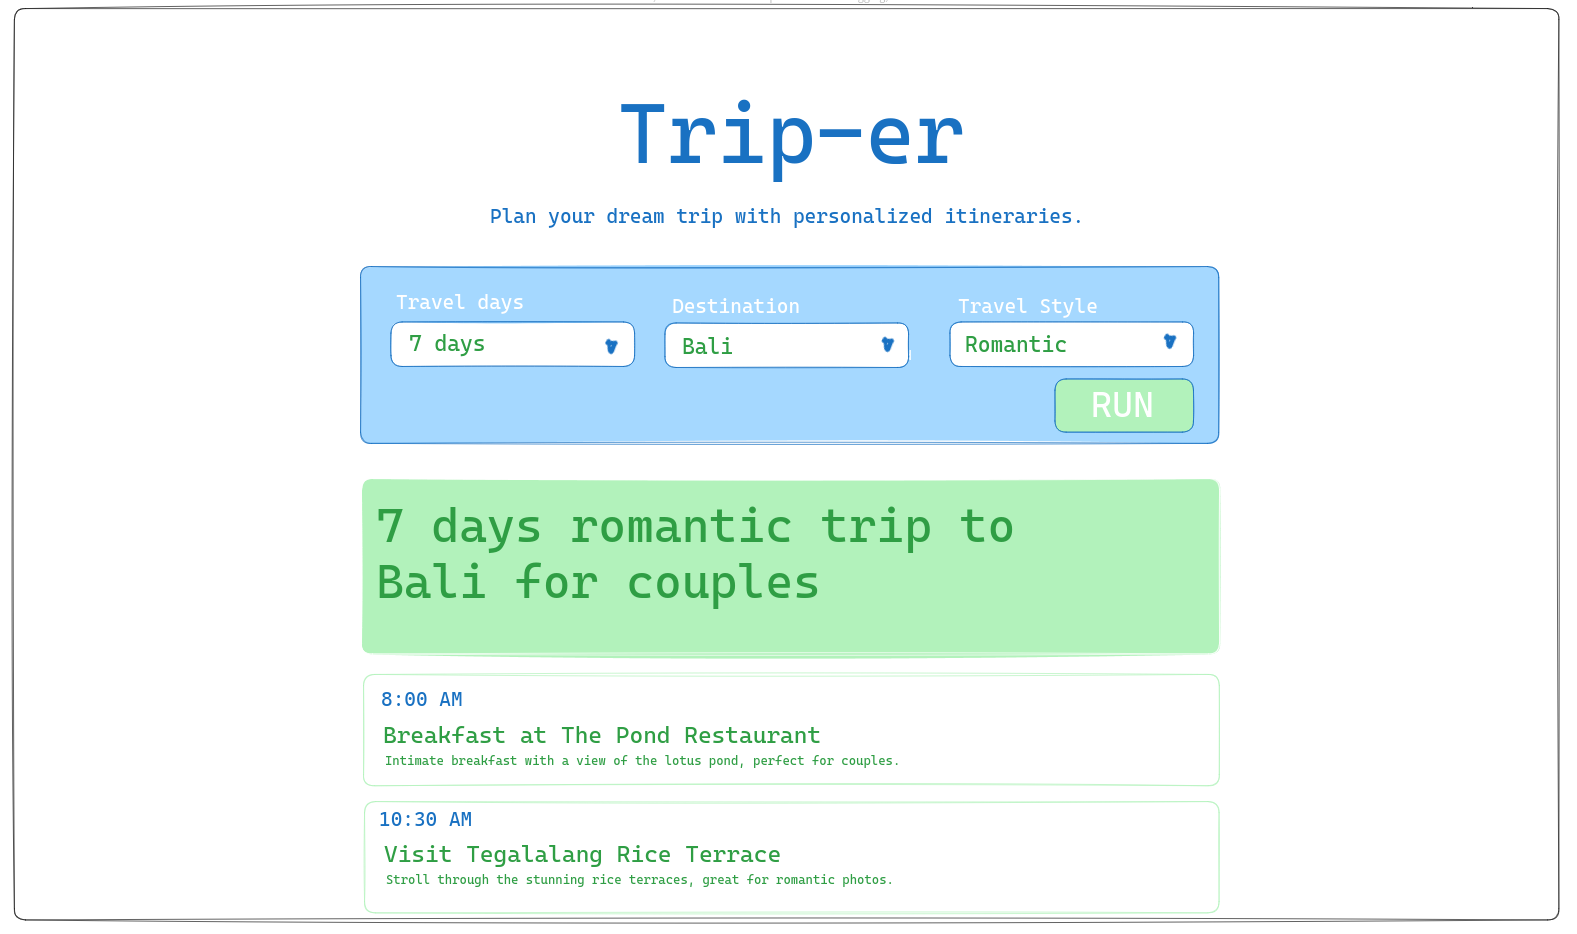 Trip-er
Plan your dream trip with personalized itineraries.
Travel days
Destination
Travel Style
7 days
Bali
Romantic
RUN
7 days romantic trip to
Bali for couples
8:00 AM
Breakfast at The Pond Restaurant
Intimate breakfast with a view of the lotus pond, perfect for couples.
10:30 AM
Visit Tegalalang Rice Terrace
Stroll through the stunning rice terraces, great for romantic photos.